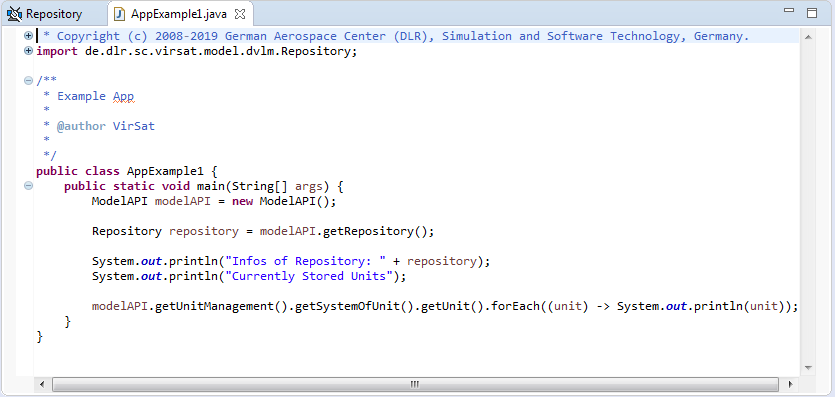 Repository AppExample1.java
* Copyright (c) 2008-2019 German Aerospace Center (DLR), Simulation and Software Technology, Germany.
import de.dlr.sc.virsat.model.dvlm.Repository;
/**
* Example App
*
* @author VirSat
*
*/
public class AppExample1 {
public static void main(String[] args) {
ModelAPI modelAPI = new ModelAPI();
Repository repository = modelAPI.getRepository();
System.out.println("Infos of Repository: " + repository);
System.out.println("Currently Stored Units");
modelAPI.getUnitManagement().getSystemOfUnit().getUnit().forEach((unit) -> System.out.println(unit));
}
}